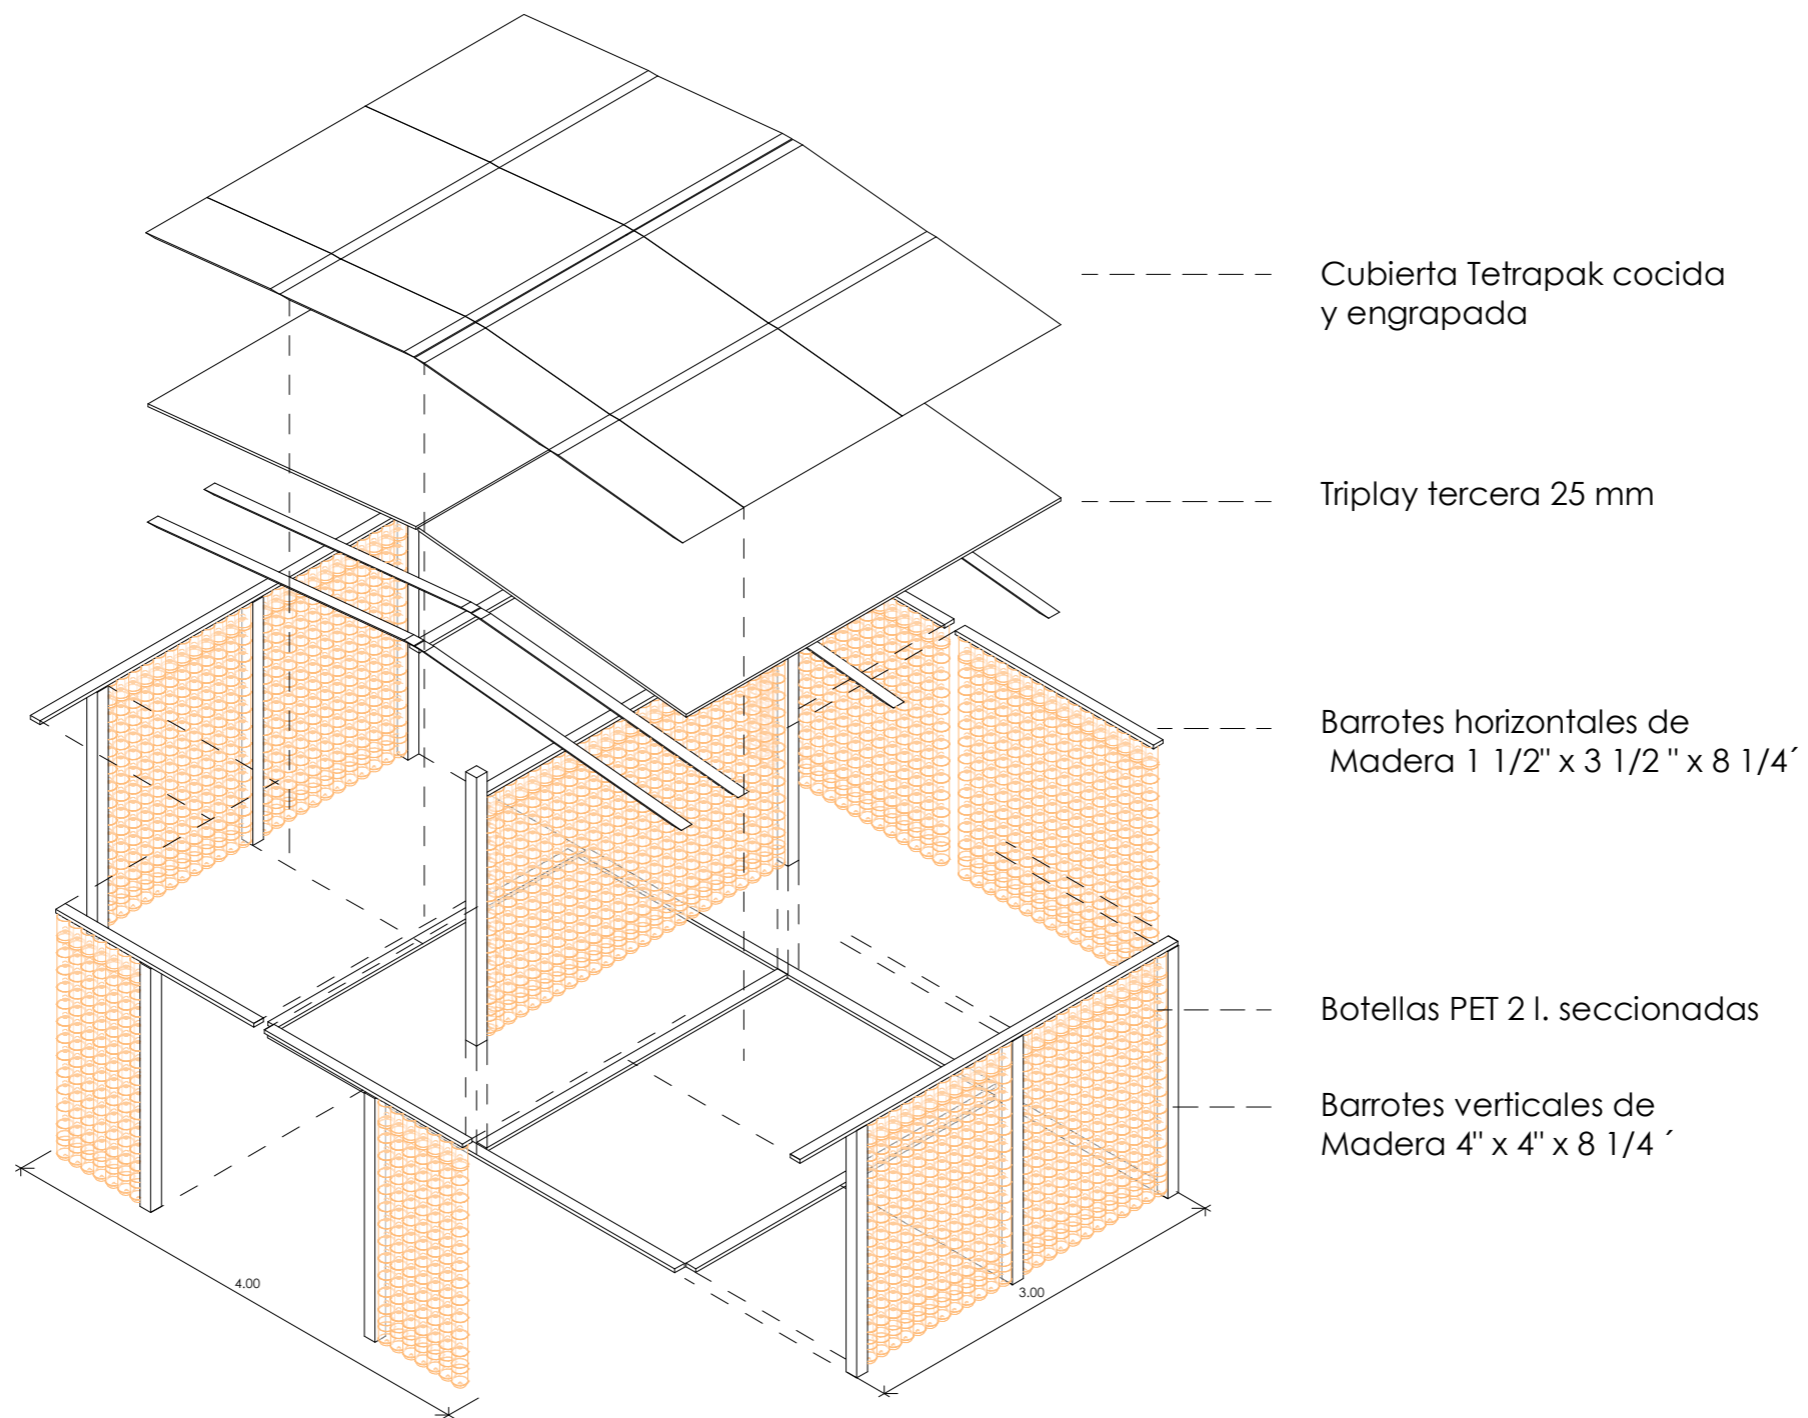 Cubierta Tetrapak cocida
y engrapada
Triplay tercera 25 mm
Barrotes horizontales de
Madera 1 1/2" x 3 1/2 " x 8 1/4´
Botellas PET 2 l. seccionadas
Barrotes verticales de
Madera 4" x 4" x 8 1/4 ´
4.00
3.00